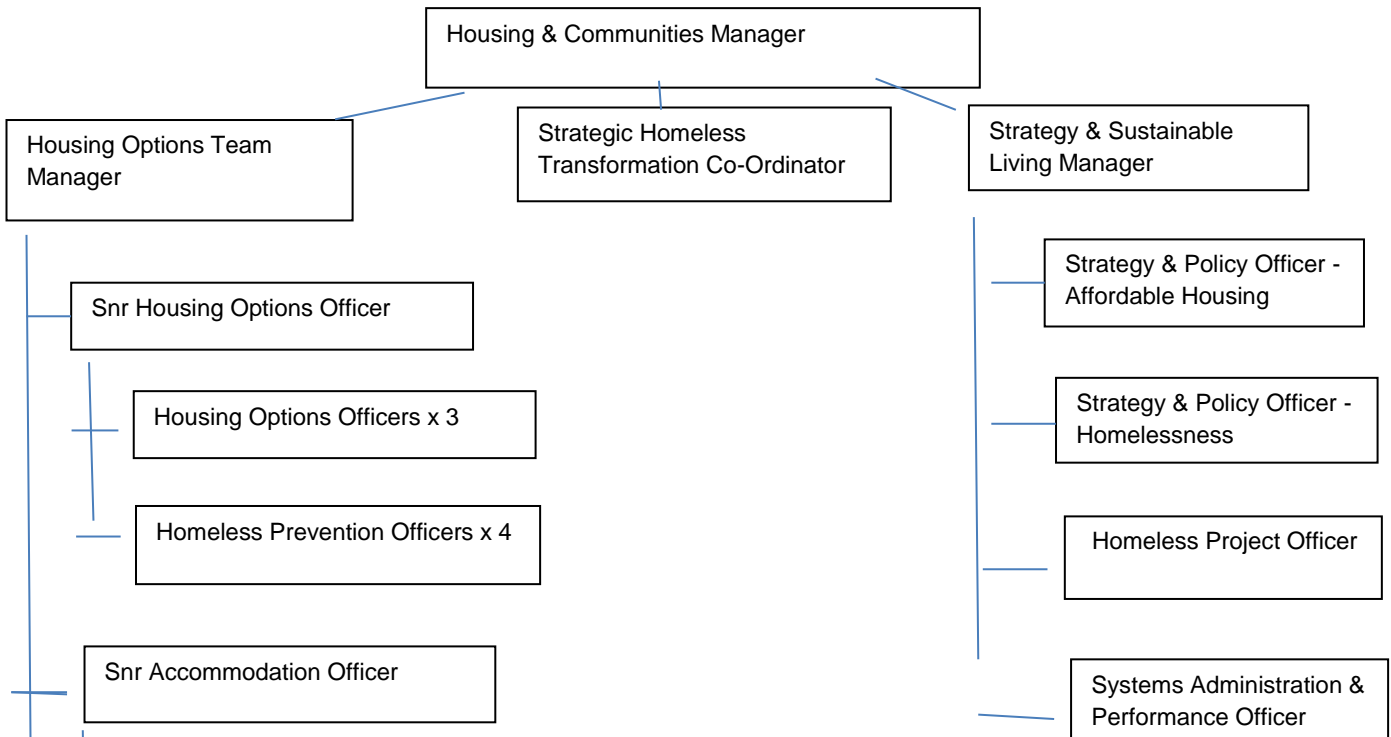 Housing & Communities Manager
Housing Options Team
Manager
Strategic Homeless
Transformation Co-Ordinator
Strategy & Sustainable
Living Manager
Snr Housing Options Officer
Housing Options Officers x 3
Homeless Prevention Officers x 4
Snr Accommodation Officer
Strategy & Policy Officer -
Affordable Housing
Strategy & Policy Officer -
Homelessness
Homeless Project Officer
Systems Administration &
Performance Officer